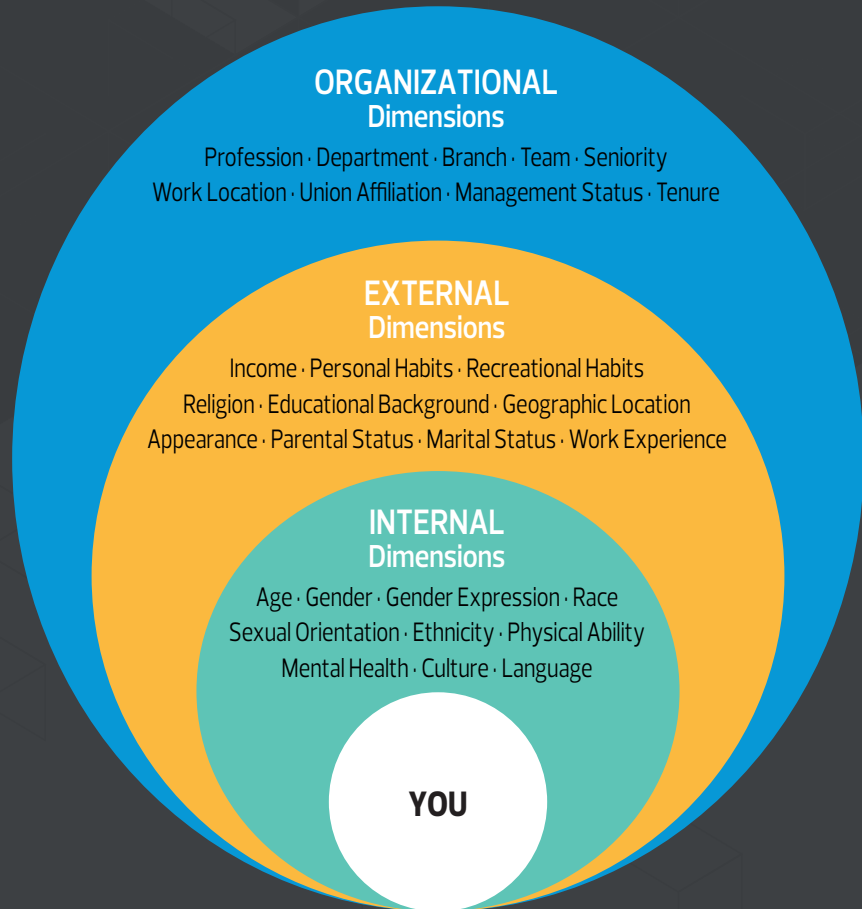 ORGANIZATIONAL
Dimensions
Profession · Department · Branch · Team · Seniority
Work Location · Union Affiliation · Management Status · Tenure
EXTERNAL
Dimensions
Income · Personal Habits · Recreational Habits
Religion · Educational Background · Geographic Location
Appearance · Parental Status · Marital Status · Work Experience
INTERNAL
Dimensions
Age · Gender · Gender Expression · Race
Sexual Orientation · Ethnicity · Physical Ability
Mental Health · Culture · Language
YOU